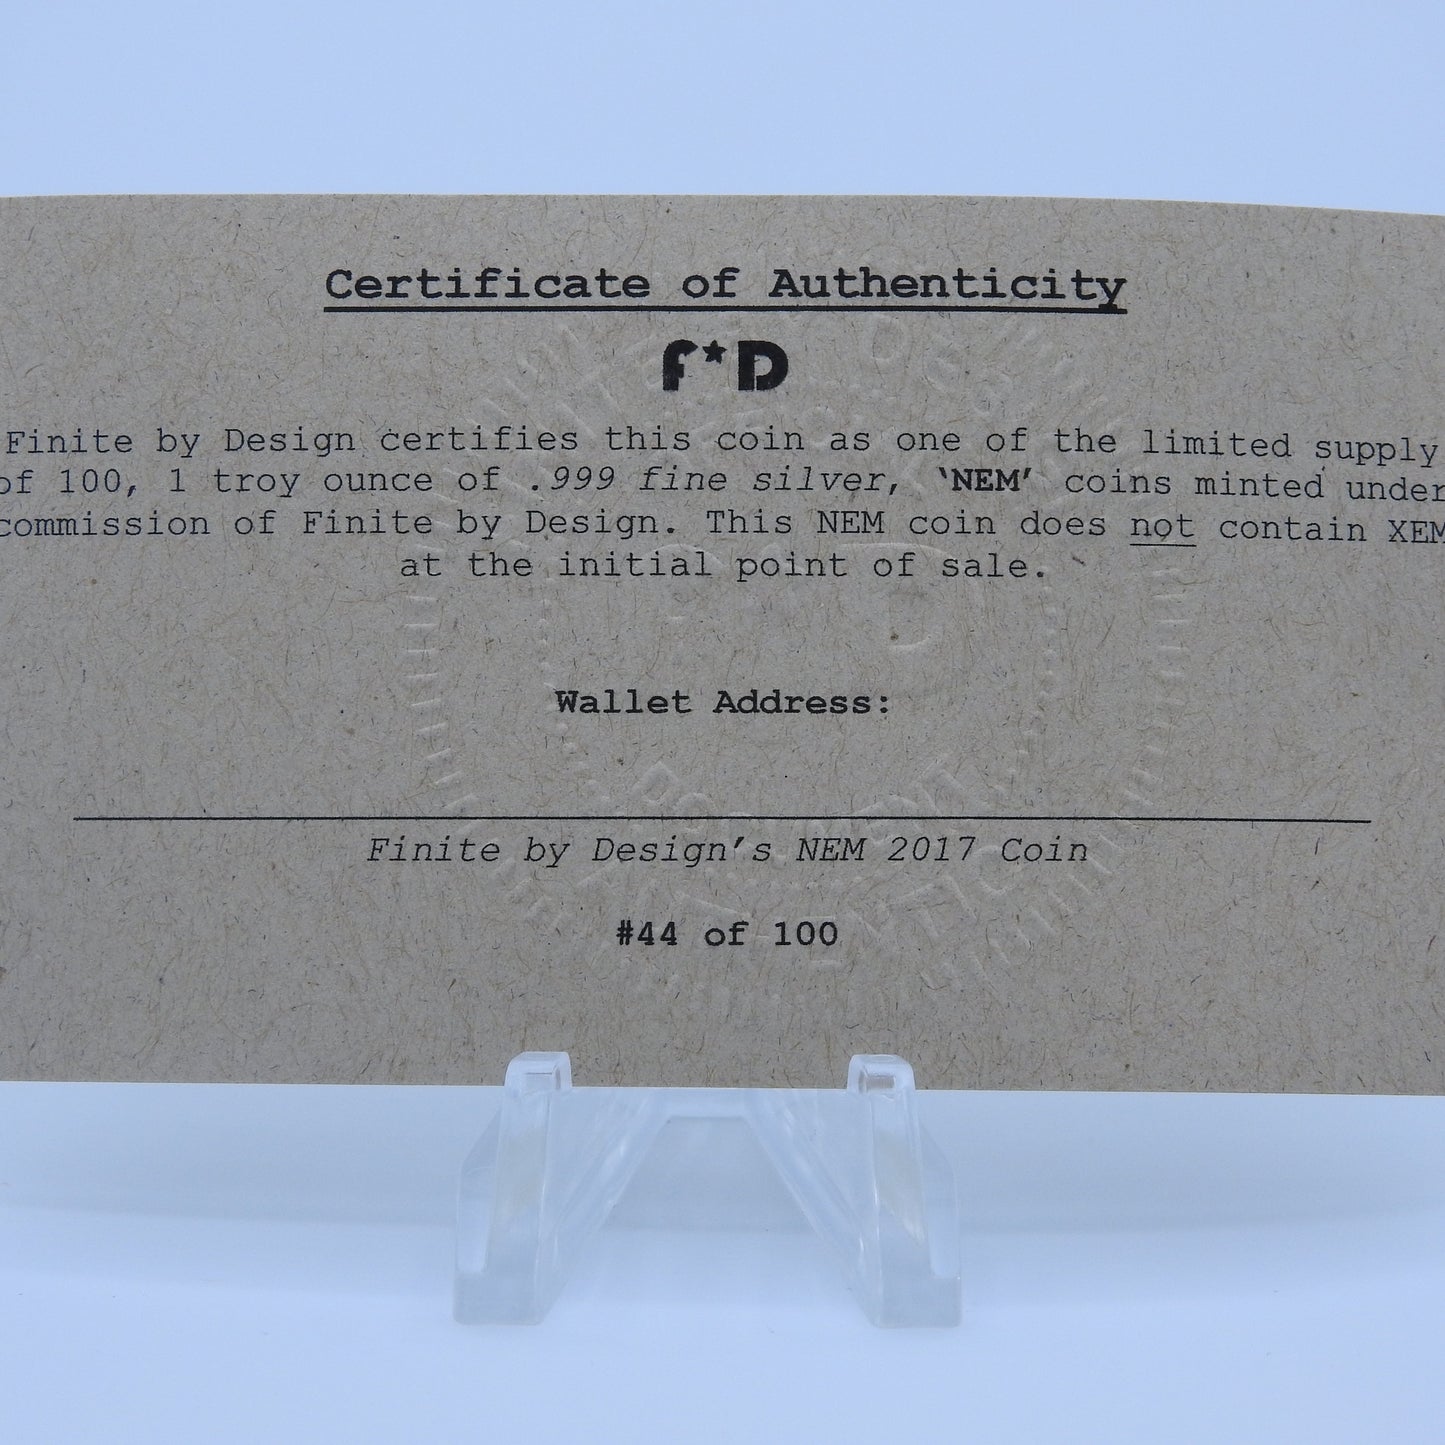 Certificate of Authenticity
F*D
Finite by Design certifies this coin as one of the limited supply
of 100, 1 troy ounce of .999 fine silver, ‘NEM’ coins minted under
commission of Finite by Design. This NEM coin does not contain XEM
at the initial point of sale.
Wallet Address:
Finite by Design’s NEM 2017 Coin
#44 of 100